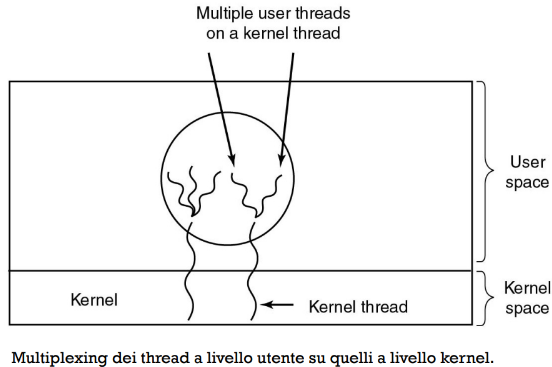 Multiple user threads
on a kernel thread
User
space
Kernel
Kernel thread
Kernel
space
Multiplexing dei thread a livello utente su quelli a livello kernel.